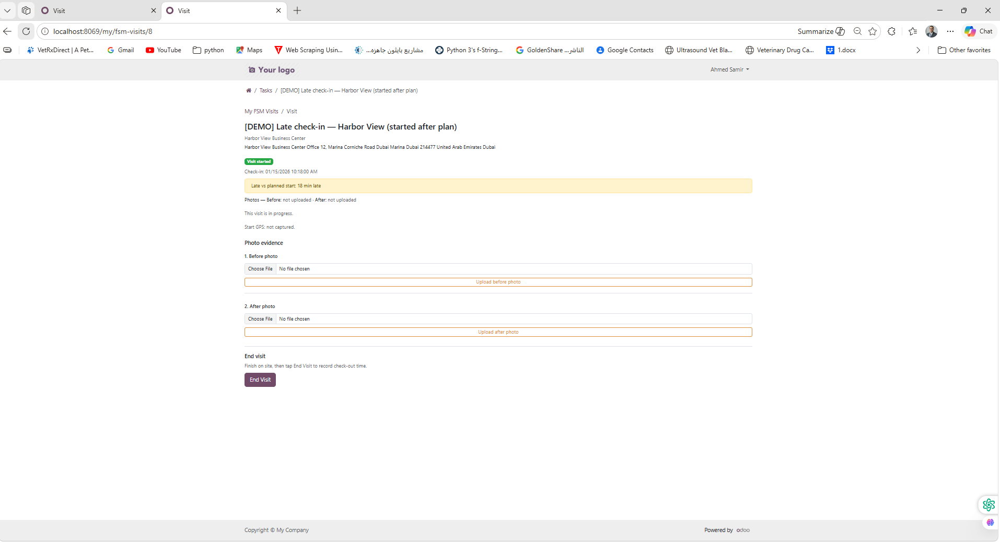 Visit
Visit
localhost:8069/my/fsm-visits/8
Summarize
Chat
VetRxDirect | A Pet...
Gmail
YouTube
python
Maps
Web Scraping Usin...
مشاريع بايثون جاهزه...
Python 3's f-String...
GoldenShare ...الناشر
Google Contacts
Ultrasound Vet Bla...
Veterinary Drug Ca...
1.docx
Other favorites
Your logo
Ahmed Samir
/ Tasks / [DEMO] Late check-in — Harbor View (started after plan)
My FSM Visits / Visit
[DEMO] Late check-in — Harbor View (started after plan)
Harbor View Business Center
Harbor View Business Center Office 12, Marina Corniche Road Dubai Marina Dubai 214477 United Arab Emirates Dubai
Visit started
Check-in: 01/15/2026 10:18:00 AM
Late vs planned start: 18 min late
Photos — Before: not uploaded · After: not uploaded
This visit is in progress.
Start GPS: not captured.
Photo evidence
1. Before photo
Choose File No file chosen
Upload before photo
2. After photo
Choose File No file chosen
Upload after photo
End visit
Finish on site, then tap End Visit to record check-out time.
End Visit
Copyright © My Company
Powered by odoo